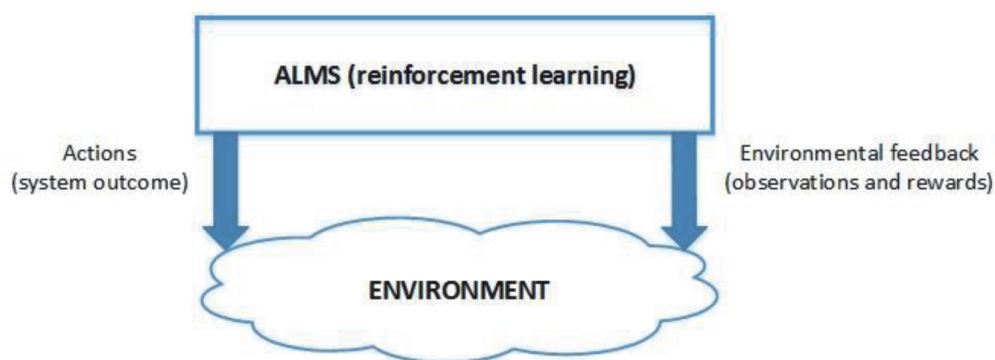 ALMS (reinforcement learning)
Actions
(system outcome)
Environmental feedback
(observations and rewards)
ENVIRONMENT